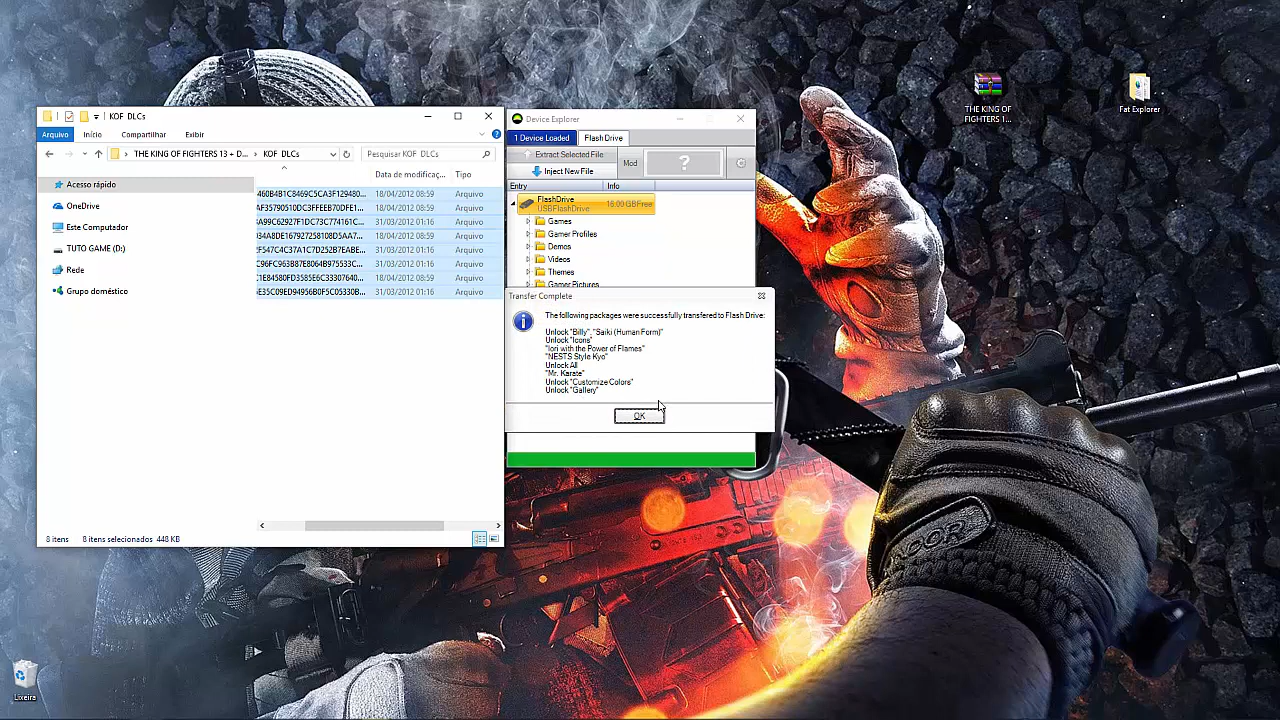 THE KING OF
FIGHTERS 1...
Fat Explorer
KOF DLCs
Arquivo
Início
Compartilhar
Exibir
THE KING OF FIGHTERS 13 + D...
KOF DLCs
Pesquisar KOF DLCs
Data de modificaç...
Tipo
Acesso rápido
OneDrive
Este Computador
TUTO GAME (D:)
Rede
Grupo doméstico
18/04/2012 08:59 Arquivo
18/04/2012 08:59 Arquivo
31/03/2012 01:16 Arquivo
18/04/2012 08:59 Arquivo
31/03/2012 01:16 Arquivo
31/03/2012 01:16 Arquivo
18/04/2012 08:59 Arquivo
31/03/2012 01:16 Arquivo
8 itens 8 itens selecionados 448 KB
Device Explorer
1 Device Loaded
Flash Drive
Extract Selected File
Inject New File
Mod
?
Entry
Info
FlashDrive
USBFlashDrive
16.00 GB Free
Games
Gamer Profiles
Demos
Videos
Themes
Gamer Pictures
Transfer Complete
The following packages were successfully transfered to Flash Drive:
Unlock "Billy", "Saiki (Human Form)"
Unlock "Icons"
"Iori with the Power of Flames"
"NESTS Style Kyo"
Unlock All
"Mr. Karate"
Unlock "Customize Colors"
Unlock "Gallery"
OK
Lixeira